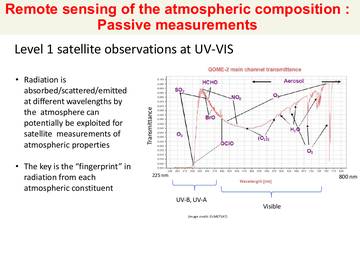 Remote sensing of the atmospheric composition :
Passive measurements
Level 1 satellite observations at UV-VIS
• Radiation is
absorbed/scattered/emitted
at different wavelengths by
the atmosphere can
potentially be exploited for
satellite measurements of
atmospheric properties
• The key is the "fingerprint" in
radiation from each
atmospheric constituent
GOME-2 main channel transmittance
Transmittance
SO2
HCHO
NO2
O3
Aerosol
BrO
OClO
O3
(O2)2
H2O
O2
Wavelength [nm]
225 nm
800 nm
UV-B, UV-A
Visible
(Image credit: EUMETSAT)